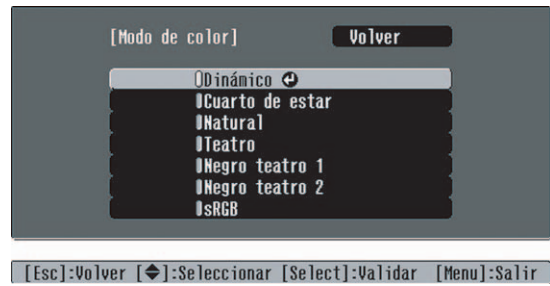 [Modo de color] Volver
Dinámico
Cuarto de estar
Natural
Teatro
Negro teatro 1
Negro teatro 2
sRGB
[Esc]:Volver [◆]:Seleccionar [Select]:Validar [Menu]:Salir